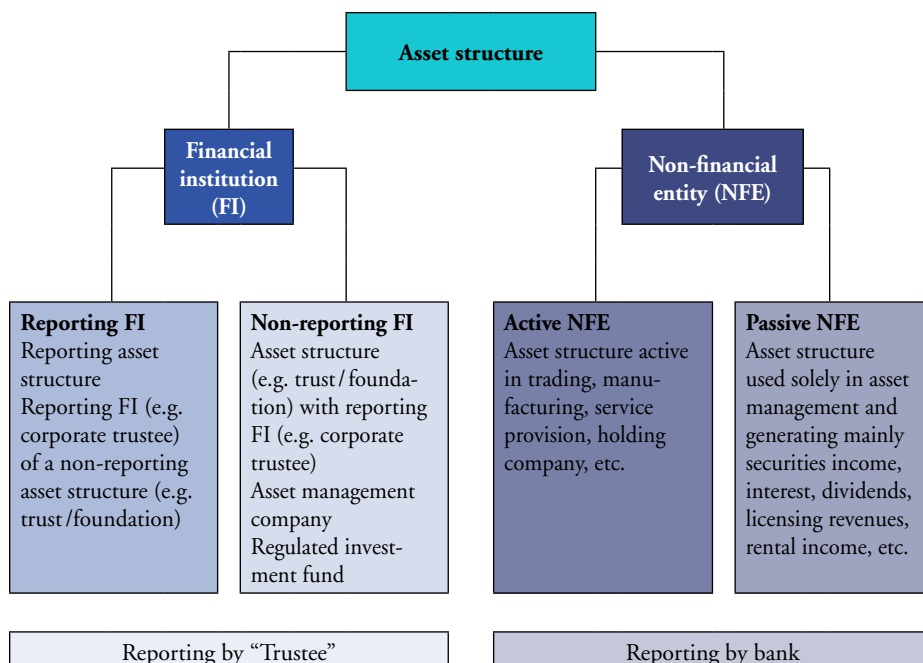 Asset structure
Financial
institution
(FI)
Non-financial
entity (NFE)
Reporting FI
Reporting asset
structure
Reporting FI (e.g.
corporate trustee)
of a non-reporting
asset structure (e.g.
trust/foundation)
Non-reporting FI
Asset structure
(e.g. trust/founda-
tion) with reporting
FI (e.g. corporate
trustee)
Asset management
company
Regulated invest-
ment fund
Active NFE
Asset structure active
in trading, manu-
facturing, service
provision, holding
company, etc.
Passive NFE
Asset structure
used solely in asset
management and
generating mainly
securities income,
interest, dividends,
licensing revenues,
rental income, etc.
Reporting by “Trustee”
Reporting by bank